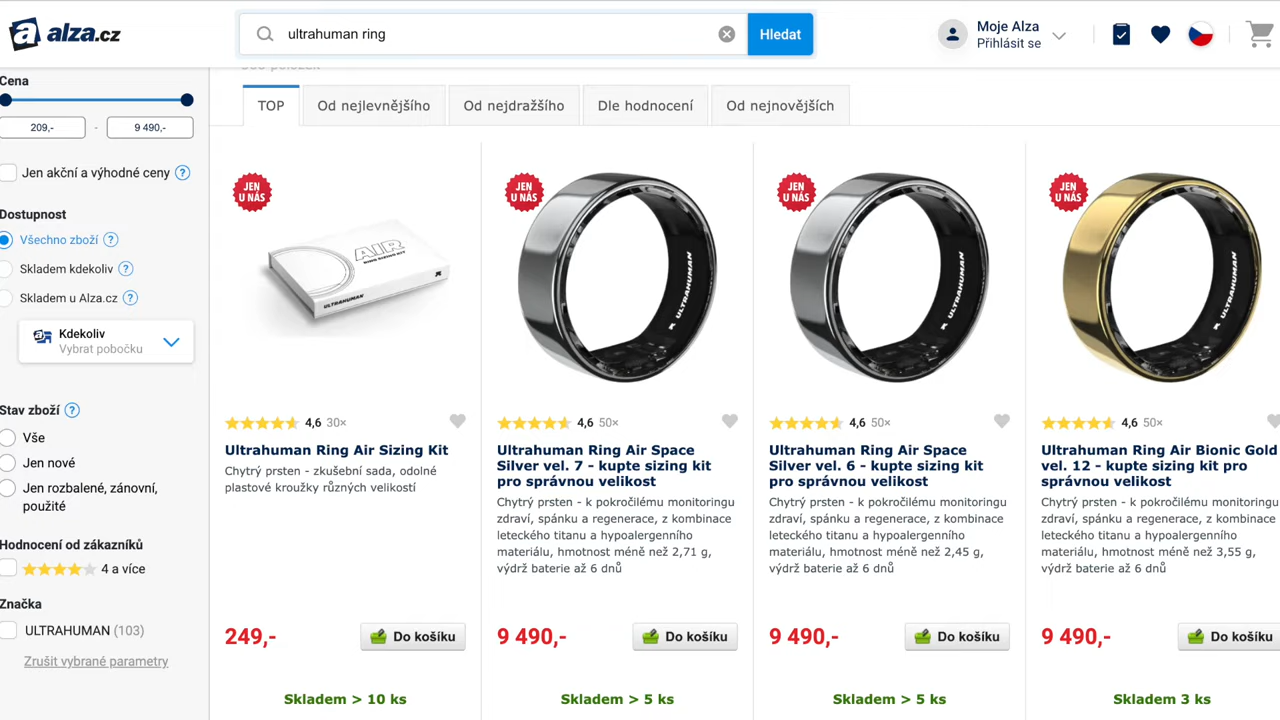 alza.cz
ultrahuman ring
Hledat
Moje Alza
Přihlásit se
Cena
209,-
-
9 490,-
Jen akční a výhodné ceny ?
Dostupnost
Všechno zboží ?
Skladem kdekoliv ?
Skladem u Alza.cz ?
Kdekoliv
Vybrat pobočku
Stav zboží ?
Vše
Jen nové
Jen rozbalené, zánovní,
použité
Hodnocení od zákazníků
4 a více
Značka
ULTRAHUMAN (103)
Zrušit vybrané parametry
TOP
Od nejlevnějšího
Od nejdražšího
Dle hodnocení
Od nejnovějších
JEN
U NÁS
AIR
RING SIZING KIT
ULTRAHUMAN
4,6 30×
Ultrahuman Ring Air Sizing Kit
Chytrý prsten - zkušební sada, odolné
plastové kroužky různých velikostí
249,-
Do košíku
Skladem > 10 ks
JEN
U NÁS
ULTRAHUMAN
4,6 50×
Ultrahuman Ring Air Space
Silver vel. 7 - kupte sizing kit
pro správnou velikost
Chytrý prsten - k pokročilému monitoringu
zdraví, spánku a regenerace, z kombinace
leteckého titanu a hypoalergenního
materiálu, hmotnost méně než 2,71 g,
výdrž baterie až 6 dnů
9 490,-
Do košíku
Skladem > 5 ks
JEN
U NÁS
ULTRAHUMAN
4,6 50×
Ultrahuman Ring Air Space
Silver vel. 6 - kupte sizing kit
pro správnou velikost
Chytrý prsten - k pokročilému monitoringu
zdraví, spánku a regenerace, z kombinace
leteckého titanu a hypoalergenního
materiálu, hmotnost méně než 2,45 g,
výdrž baterie až 6 dnů
9 490,-
Do košíku
Skladem > 5 ks
JEN
U NÁS
ULTRAHUMAN
4,6 50×
Ultrahuman Ring Air Bionic Gold
vel. 12 - kupte sizing kit pro
správnou velikost
Chytrý prsten - k pokročilému monitoringu
zdraví, spánku a regenerace, z kombinace
leteckého titanu a hypoalergenního
materiálu, hmotnost méně než 3,55 g,
výdrž baterie až 6 dnů
9 490,-
Do košíku
Skladem 3 ks